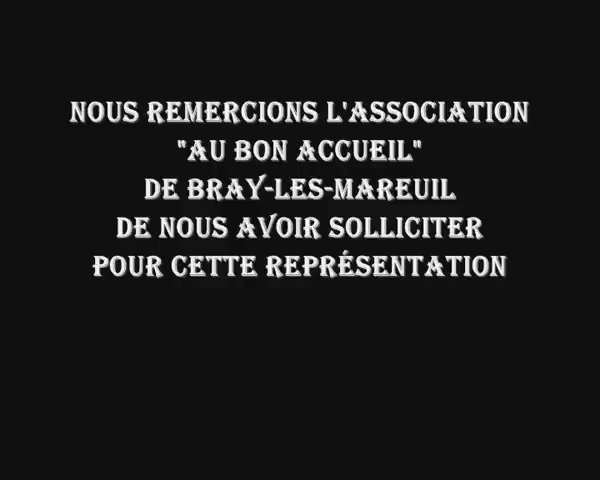 NOUS REMERCIONS L'ASSOCIATION
"AU BON ACCUEIL"
DE BRAY-LES-MAREUIL
DE NOUS AVOIR SOLLICITER
POUR CETTE REPRÉSENTATION